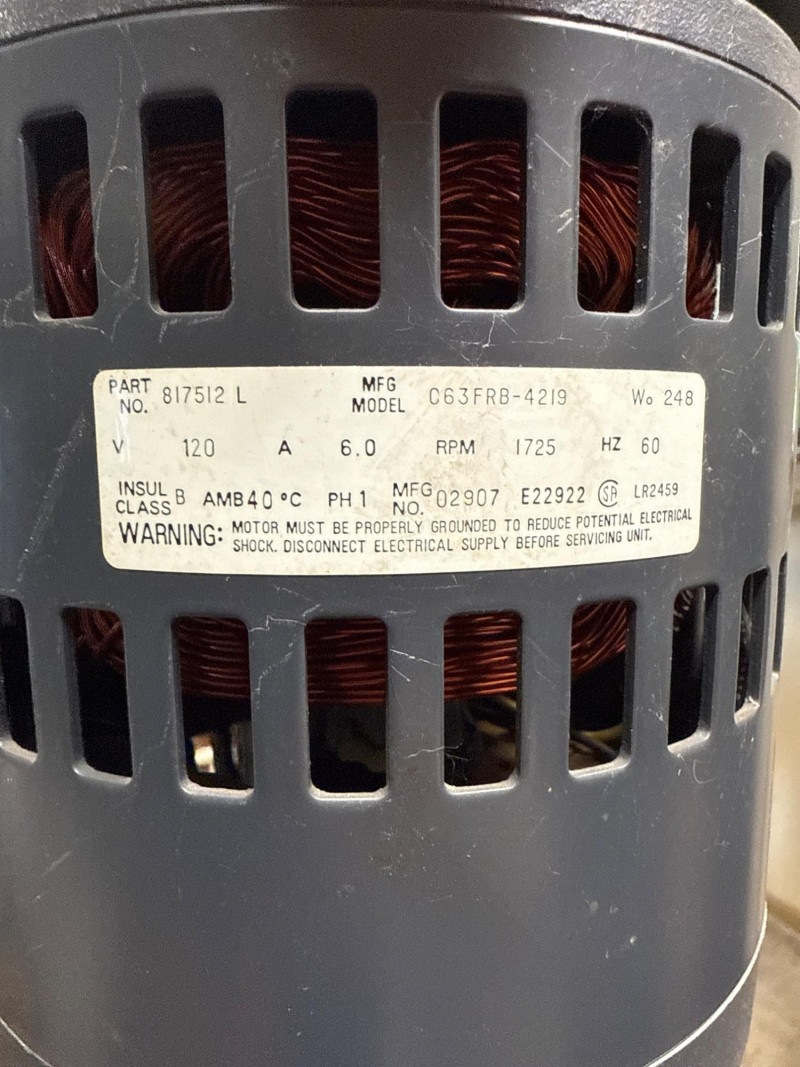 PART NO. 817512 L MFG MODEL C63FRB-4219 Wo 248
V 120 A 6.0 RPM 1725 HZ 60
INSUL CLASS B AMB 40 °C PH 1 MFG NO. 02907 E22922 SA LR2459
WARNING: MOTOR MUST BE PROPERLY GROUNDED TO REDUCE POTENTIAL ELECTRICAL
SHOCK. DISCONNECT ELECTRICAL SUPPLY BEFORE SERVICING UNIT.